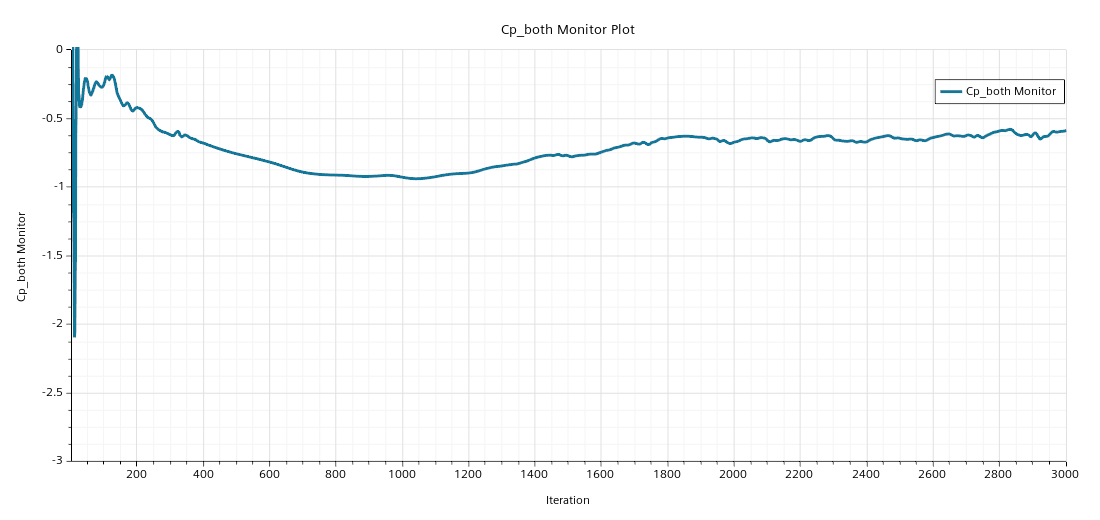 Cp_both Monitor Plot
Cp_both Monitor
0
-0.5
-1
-1.5
-2
-2.5
-3
Cp_both Monitor
200 400 600 800 1000 1200 1400 1600 1800 2000 2200 2400 2600 2800 3000
Iteration